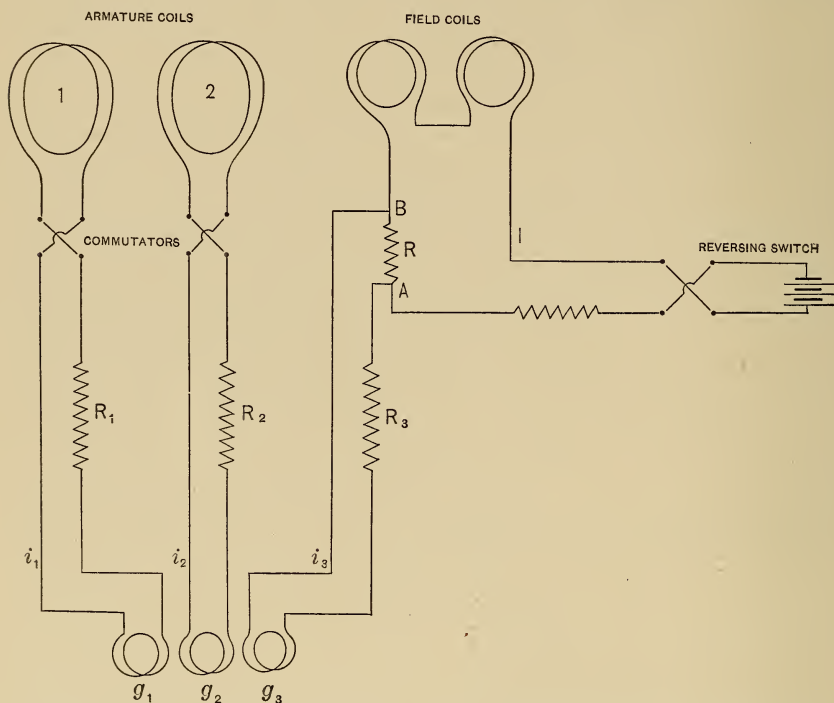 ARMATURE COILS
FIELD COILS
1
2
B
COMMUTATORS
R
I
REVERSING SWITCH
A
R₁
R₂
R₃
i₁
i₂
i₃
g₁
g₂
g₃